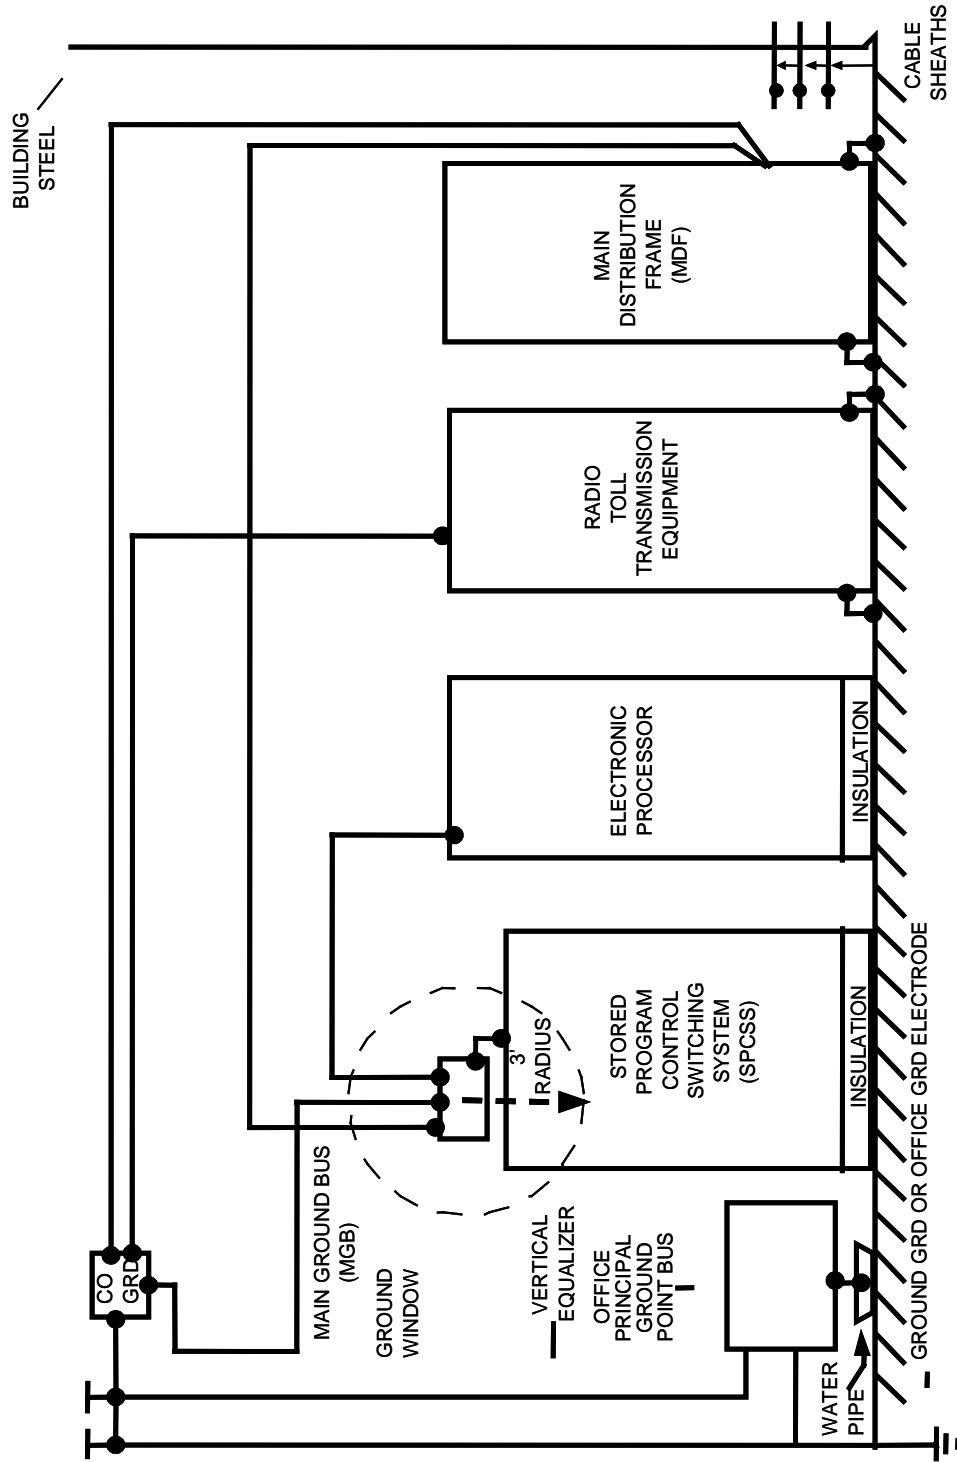 BUILDING
STEEL
CABLE
SHEATHS
MAIN
DISTRIBUTION
FRAME
(MDF)
RADIO
TOLL
TRANSMISSION
EQUIPMENT
ELECTRONIC
PROCESSOR
INSULATION
STORED
PROGRAM
CONTROL
SWITCHING
SYSTEM
(SPCSS)
INSULATION
3'
RADIUS
CO
GRD
MAIN GROUND BUS
(MGB)
GROUND
WINDOW
VERTICAL
EQUALIZER
OFFICE
PRINCIPAL
GROUND
POINT BUS
WATER
PIPE
GROUND GRD OR OFFICE GRD ELECTRODE